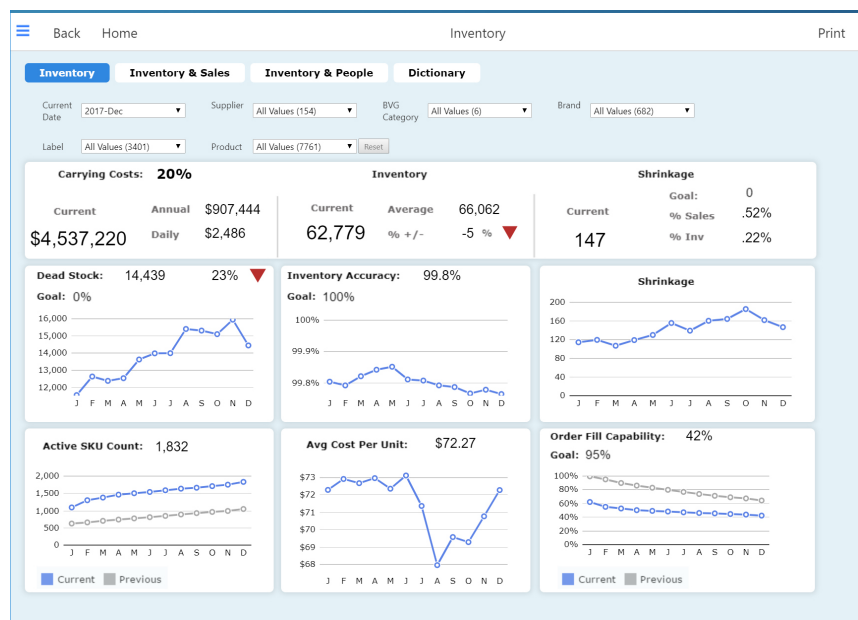 Back Home Inventory Print
Inventory Inventory & Sales Inventory & People Dictionary
Current Date 2017-Dec Supplier All Values (154) BVG Category All Values (6) Brand All Values (682)
Label All Values (3401) Product All Values (7761) Reset
Carrying Costs: 20%
Current Annual $907,444
$4,537,220 Daily $2,486
Inventory
Current Average 66,062
62,779 % +/- -5 %
Shrinkage
Goal: 0
Current % Sales .52%
147 % Inv .22%
Dead Stock: 14,439 23%
Goal: 0%
16,000
15,000
14,000
13,000
12,000
J F M A M J J A S O N D
Inventory Accuracy: 99.8%
Goal: 100%
100%
99.9%
99.8%
J F M A M J J A S O N D
Shrinkage
200
160
120
80
40
0
J F M A M J J A S O N D
Active SKU Count: 1,832
2,000
1,500
1,000
500
0
J F M A M J J A S O N D
Current Previous
Avg Cost Per Unit: $72.27
$73
$72
$71
$70
$69
$68
J F M A M J J A S O N D
Order Fill Capability: 42%
Goal: 95%
100%
80%
60%
40%
20%
0%
J F M A M J J A S O N D
Current Previous